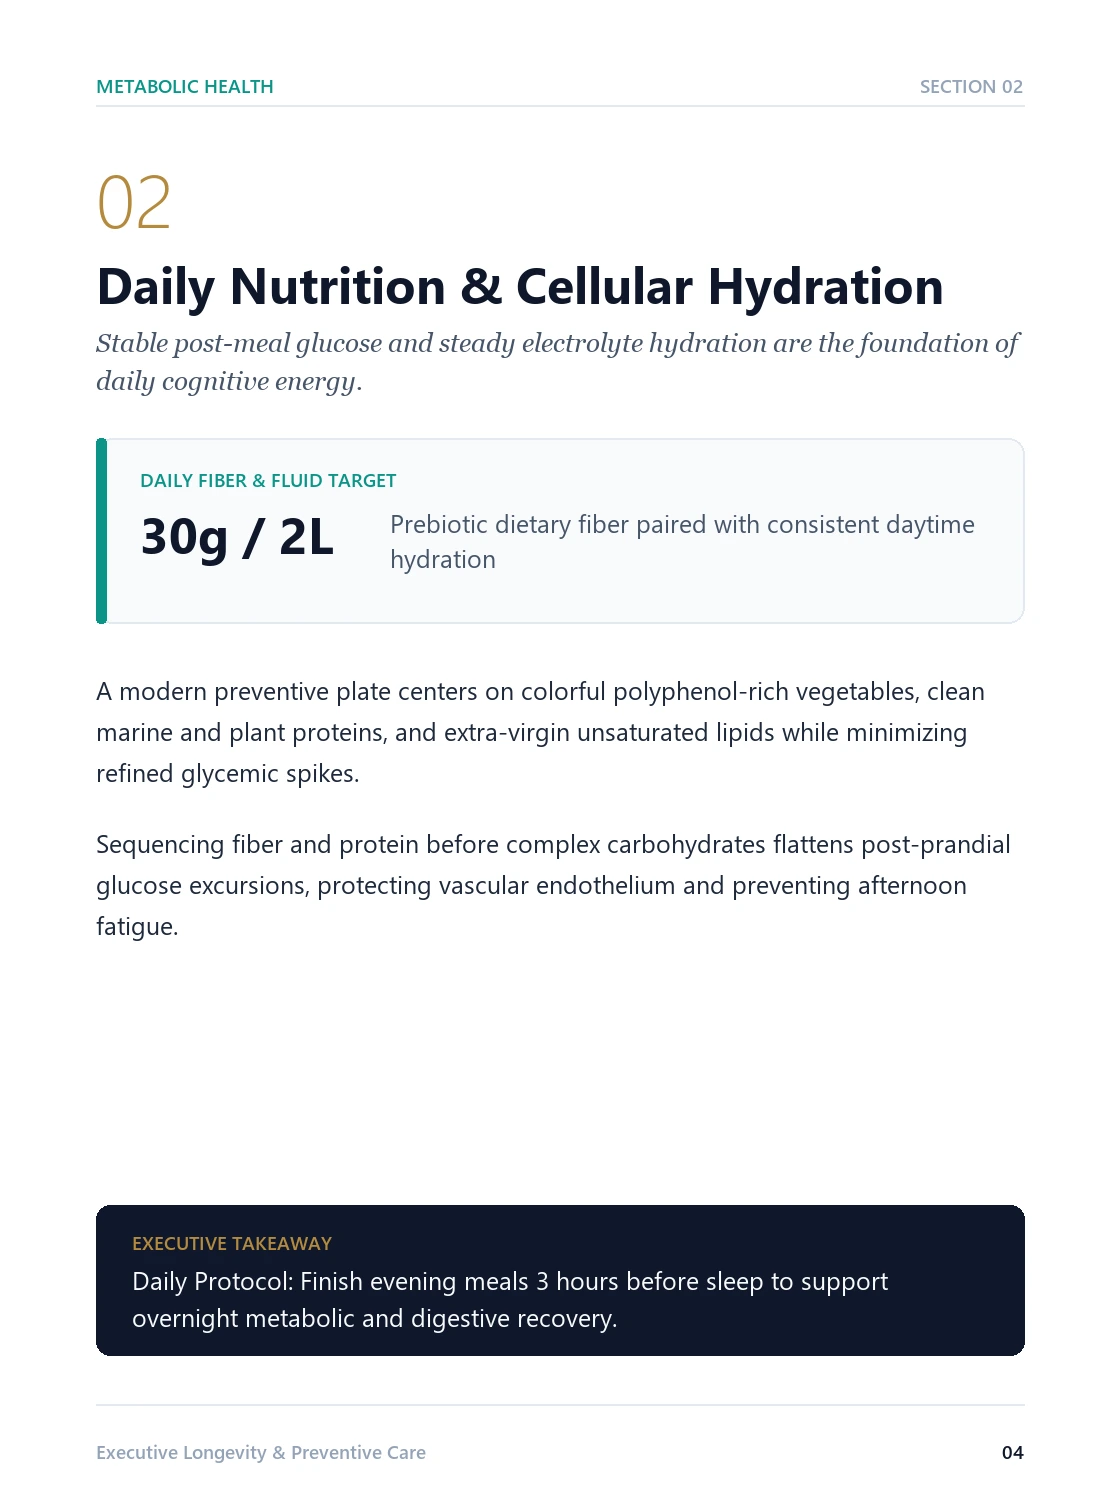 METABOLIC HEALTH
SECTION 02
02
Daily Nutrition & Cellular Hydration
Stable post-meal glucose and steady electrolyte hydration are the foundation of
daily cognitive energy.
DAILY FIBER & FLUID TARGET
30g / 2L
Prebiotic dietary fiber paired with consistent daytime
hydration
A modern preventive plate centers on colorful polyphenol-rich vegetables, clean
marine and plant proteins, and extra-virgin unsaturated lipids while minimizing
refined glycemic spikes.
Sequencing fiber and protein before complex carbohydrates flattens post-prandial
glucose excursions, protecting vascular endothelium and preventing afternoon
fatigue.
EXECUTIVE TAKEAWAY
Daily Protocol: Finish evening meals 3 hours before sleep to support
overnight metabolic and digestive recovery.
Executive Longevity & Preventive Care
04